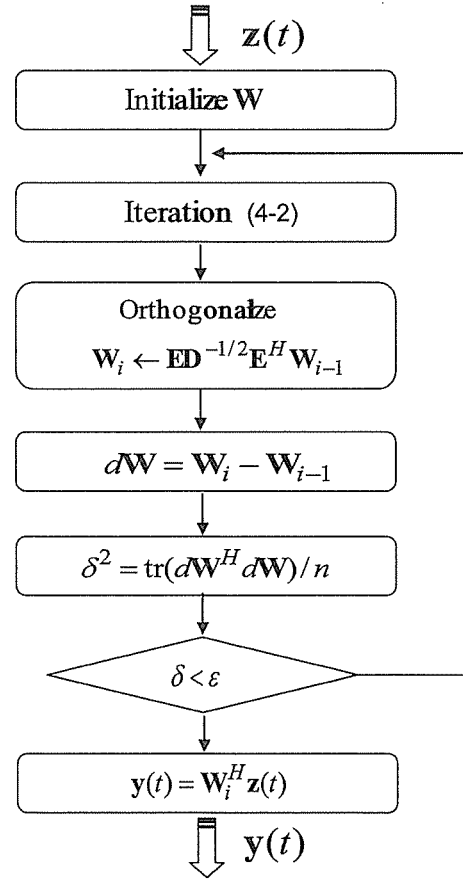 z(t)
Initialize W
Iteration (4-2)
Orthogonalze
W_i ← ED^{-1/2}E^H W_{i-1}
dW = W_i − W_{i-1}
δ² = tr(dW^H dW)/n
δ < ε
y(t) = W_i^H z(t)
y(t)